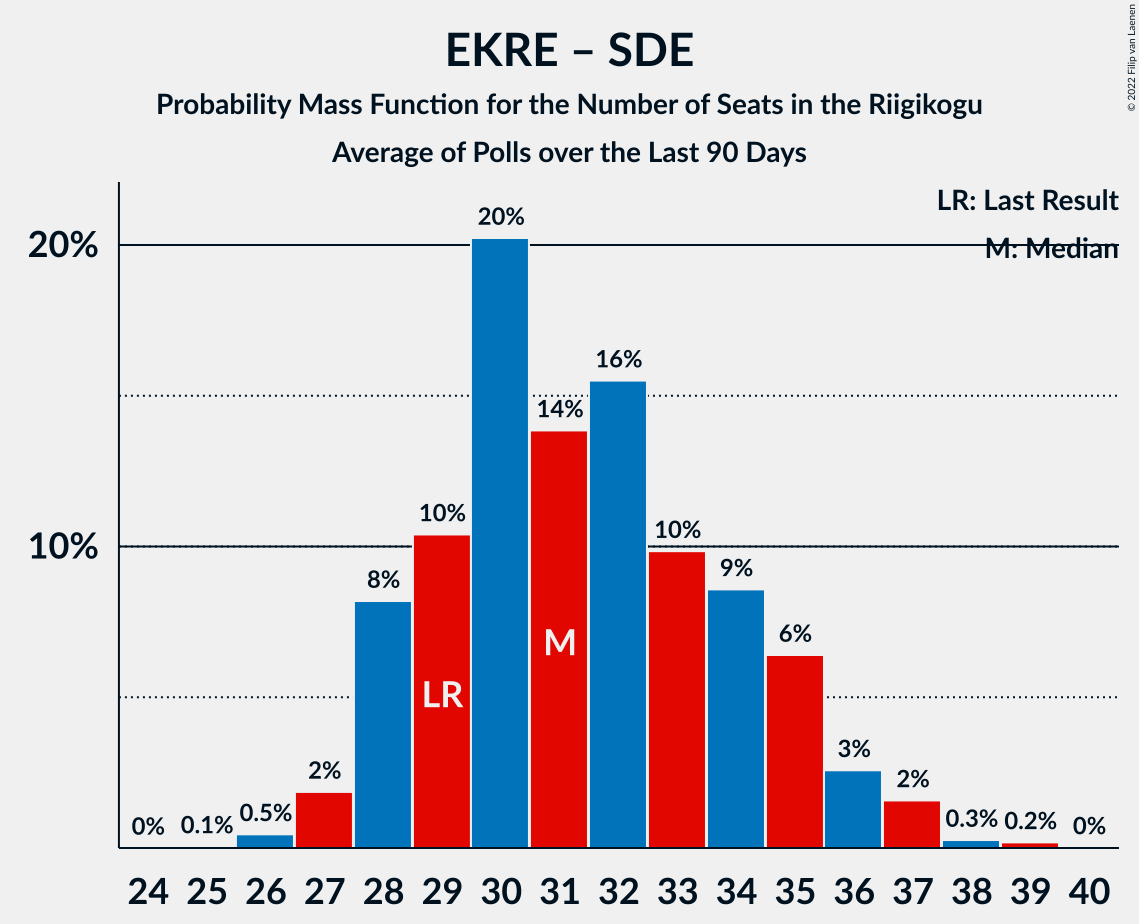 EKRE – SDE
Probability Mass Function for the Number of Seats in the Riigikogu
Average of Polls over the Last 90 Days
© 2022 Filip van Laenen
LR: Last Result
M: Median
20%
10%
0%
0.1%
0.5%
2%
8%
10%
20%
14%
16%
10%
9%
6%
3%
2%
0.3%
0.2%
0%
LR
M
24 25 26 27 28 29 30 31 32 33 34 35 36 37 38 39 40